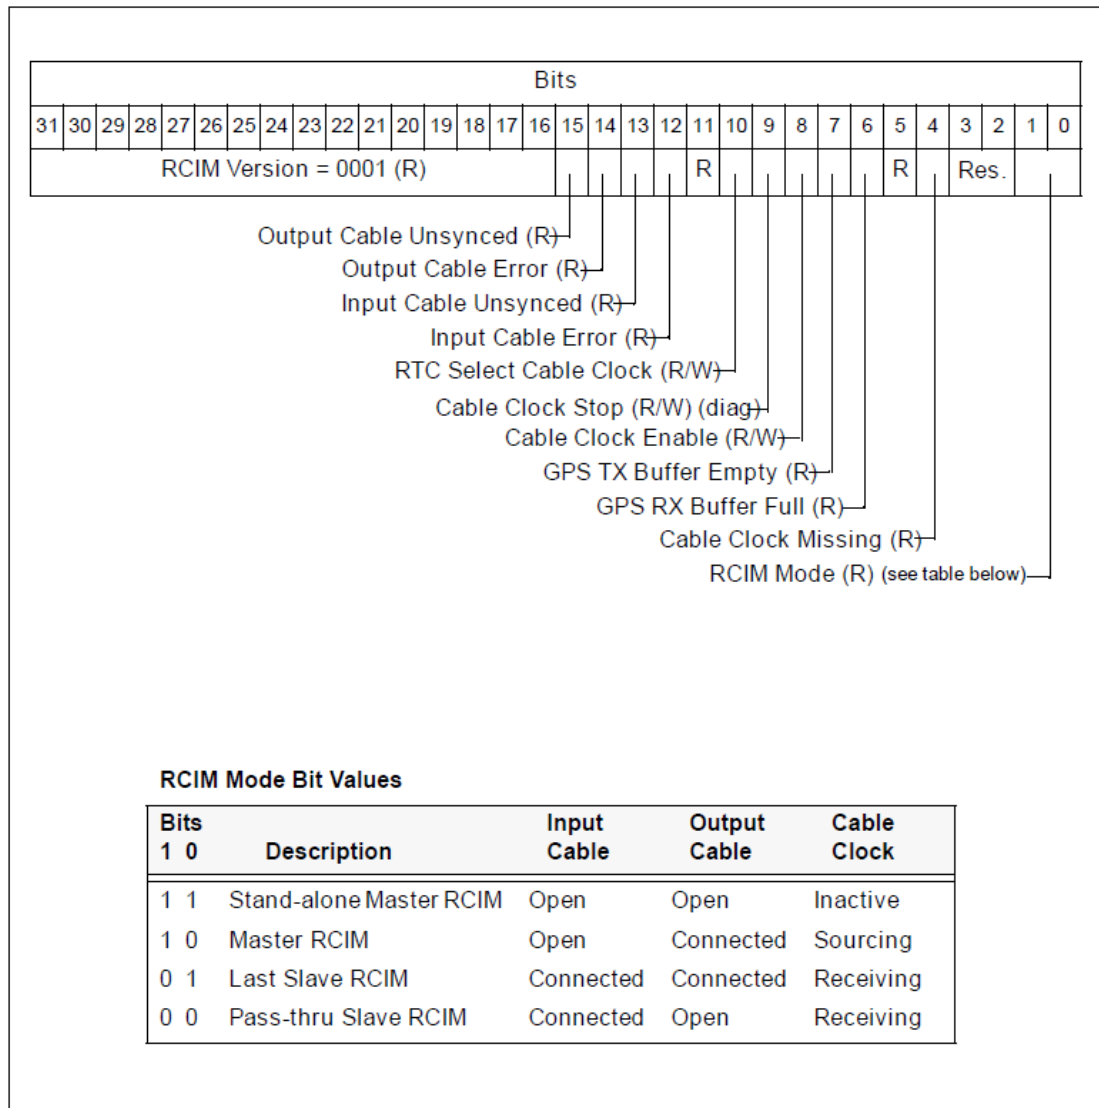 Bits
31 30 29 28 27 26 25 24 23 22 21 20 19 18 17 16 15 14 13 12 11 10 9 8 7 6 5 4 3 2 1 0
RCIM Version = 0001 (R) R R Res.
Output Cable Unsynced (R)
Output Cable Error (R)
Input Cable Unsynced (R)
Input Cable Error (R)
RTC Select Cable Clock (R/W)
Cable Clock Stop (R/W) (diag)
Cable Clock Enable (R/W)
GPS TX Buffer Empty (R)
GPS RX Buffer Full (R)
Cable Clock Missing (R)
RCIM Mode (R) (see table below)
RCIM Mode Bit Values
Bits Input Output Cable
1 0 Description Cable Cable Clock
1 1 Stand-alone Master RCIM Open Open Inactive
1 0 Master RCIM Open Connected Sourcing
0 1 Last Slave RCIM Connected Connected Receiving
0 0 Pass-thru Slave RCIM Connected Open Receiving